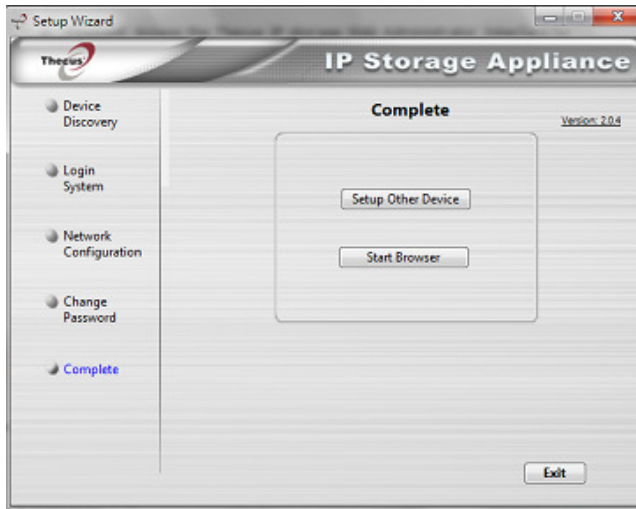 Setup Wizard
Thecus
IP Storage Appliance
Device
Discovery
Login
System
Network
Configuration
Change
Password
Complete
Complete
Version: 2.0.4
Setup Other Device
Start Browser
Exit